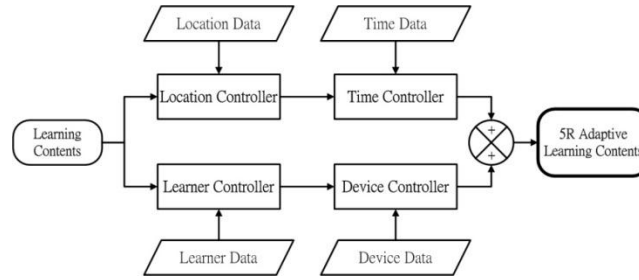 Location Data
Time Data
Location Controller
Time Controller
Learning
Contents
+
+
5R Adaptive
Learning Contents
Learner Controller
Device Controller
Learner Data
Device Data